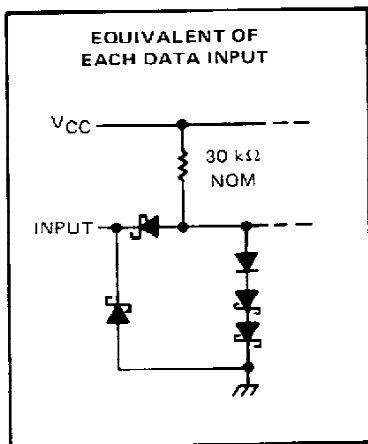 EQUIVALENT OF
EACH DATA INPUT
VCC
30 kΩ
NOM
INPUT